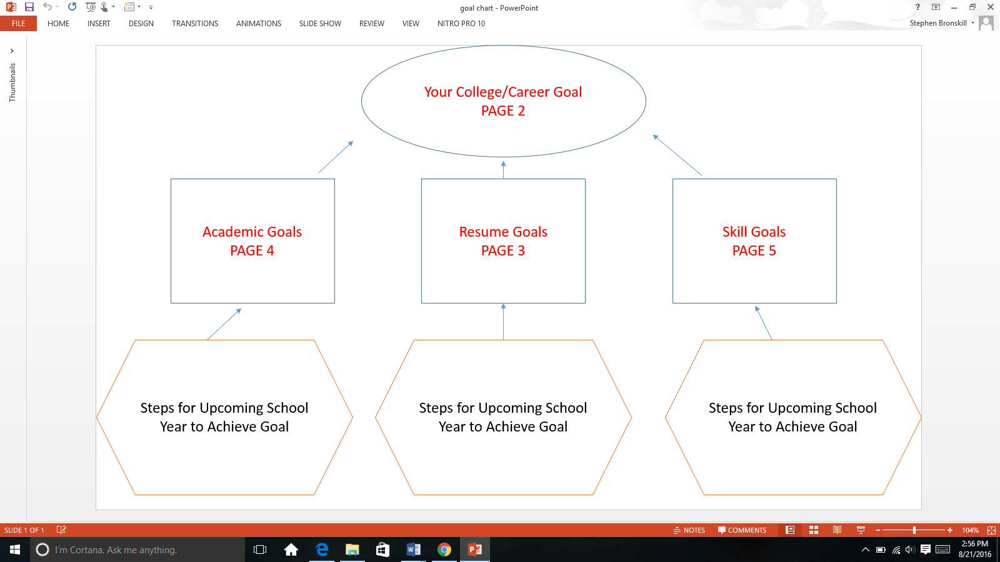 goal chart - PowerPoint
?
FILE HOME INSERT DESIGN TRANSITIONS ANIMATIONS SLIDE SHOW REVIEW VIEW NITRO PRO 10
Stephen Bronskill
Thumbnails
Your College/Career Goal
PAGE 2
Academic Goals
PAGE 4
Resume Goals
PAGE 3
Skill Goals
PAGE 5
Steps for Upcoming School
Year to Achieve Goal
Steps for Upcoming School
Year to Achieve Goal
Steps for Upcoming School
Year to Achieve Goal
SLIDE 1 OF 1
NOTES COMMENTS
104%
I'm Cortana. Ask me anything.
2:56 PM
8/21/2016